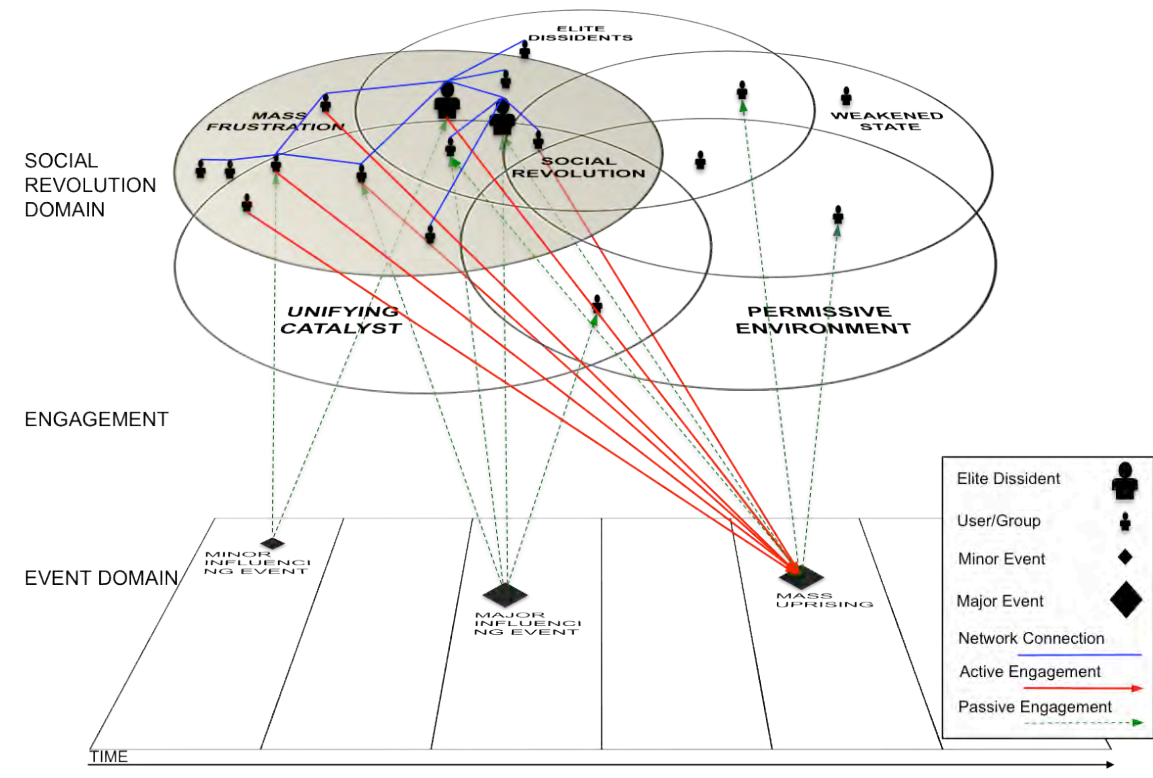 ELITE
DISSIDENTS
MASS
FRUSTRATION
WEAKENED
STATE
SOCIAL
REVOLUTION
DOMAIN
SOCIAL
REVOLUTION
UNIFYING
CATALYST
PERMISSIVE
ENVIRONMENT
ENGAGEMENT
EVENT DOMAIN
MINOR
INFLUENCI
NG EVENT
MAJOR
INFLUENCI
NG EVENT
MASS
UPRISING
TIME
Elite Dissident
User/Group
Minor Event
Major Event
Network Connection
Active Engagement
Passive Engagement